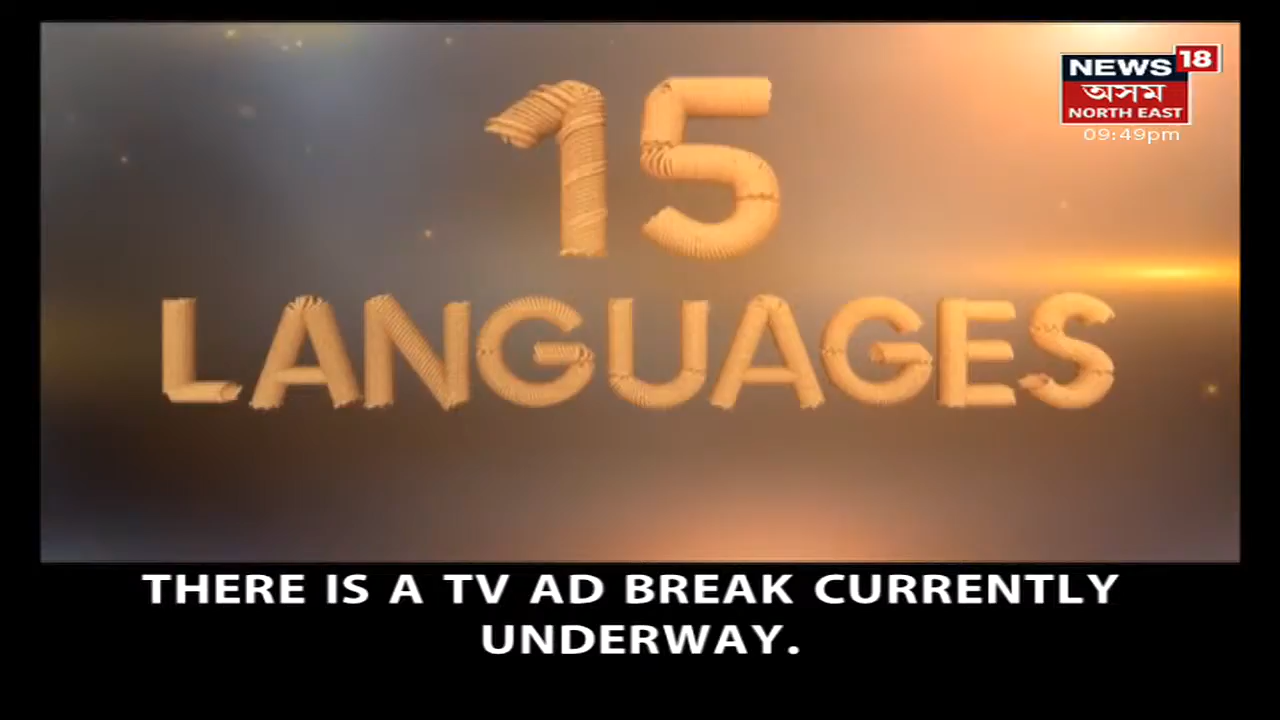 15
LANGUAGES
NEWS 18
অসম
NORTH EAST
09:49pm
THERE IS A TV AD BREAK CURRENTLY
UNDERWAY.